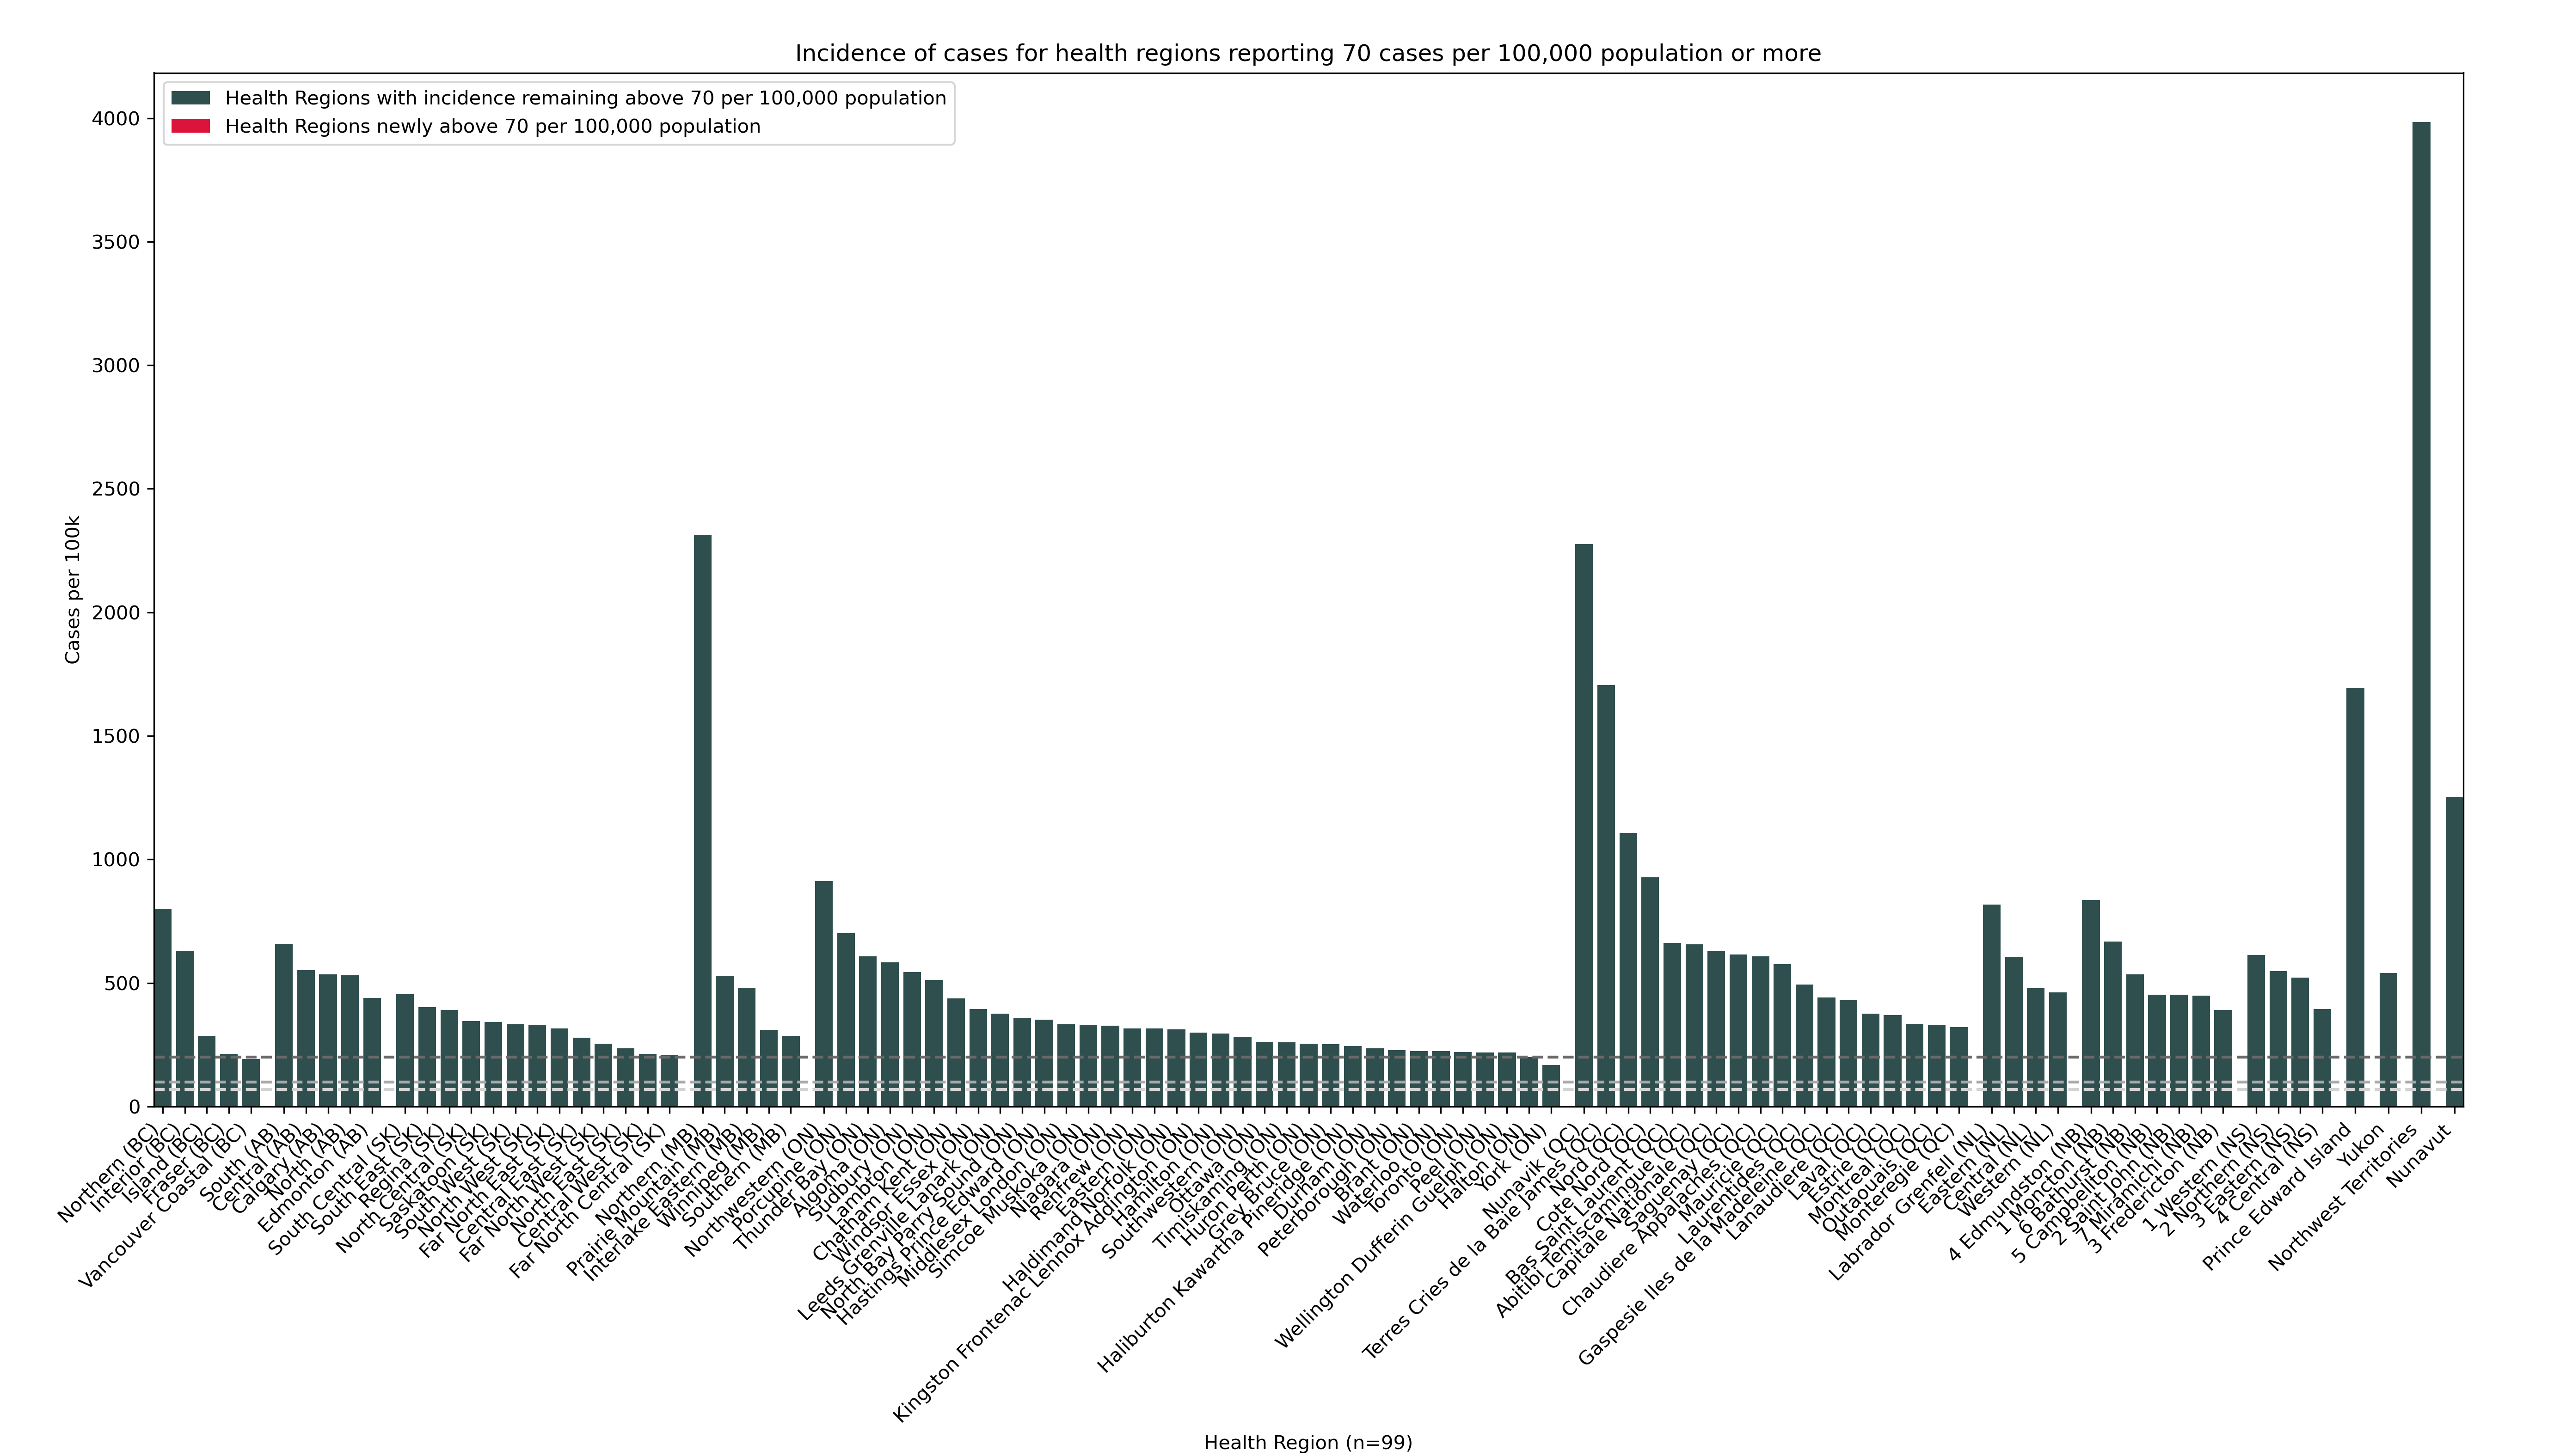 Incidence of cases for health regions reporting 70 cases per 100,000 population or more
Health Regions with incidence remaining above 70 per 100,000 population
Health Regions newly above 70 per 100,000 population
Cases per 100k
4000
3500
3000
2500
2000
1500
1000
500
0
Northern (BC)
Interior (BC)
Island (BC)
Fraser (BC)
Vancouver Coastal (BC)
South (AB)
Central (AB)
Calgary (AB)
North (AB)
Edmonton (AB)
South Central (SK)
South East (SK)
Regina (SK)
North Central (SK)
Saskatoon (SK)
South West (SK)
North West (SK)
Far North East (SK)
Central East (SK)
Far North West (SK)
North East (SK)
Central West (SK)
Far North Central (SK)
Northern (MB)
Prairie Mountain (MB)
Interlake Eastern (MB)
Winnipeg (MB)
Southern (MB)
Northwestern (ON)
Porcupine (ON)
Thunder Bay (ON)
Algoma (ON)
Sudbury (ON)
Lambton (ON)
Chatham Kent (ON)
Windsor Essex (ON)
Leeds Grenville Lanark (ON)
North Bay Parry Sound (ON)
Hastings Prince Edward (ON)
Middlesex London (ON)
Simcoe Muskoka (ON)
Niagara (ON)
Renfrew (ON)
Eastern (ON)
Haldimand Norfolk (ON)
Kingston Frontenac Lennox Addington (ON)
Hamilton (ON)
Southwestern (ON)
Ottawa (ON)
Timiskaming (ON)
Huron Perth (ON)
Grey Bruce (ON)
Haliburton Kawartha Pineridge (ON)
Durham (ON)
Peterborough (ON)
Brant (ON)
Waterloo (ON)
Toronto (ON)
Peel (ON)
Wellington Dufferin Guelph (ON)
Halton (ON)
York (ON)
Nunavik (QC)
Terres Cries de la Baie James (QC)
Nord (QC)
Cote Nord (QC)
Bas Saint Laurent (QC)
Abitibi Temiscamingue (QC)
Capitale Nationale (QC)
Saguenay (QC)
Chaudiere Appalaches (QC)
Mauricie (QC)
Laurentides (QC)
Gaspesie Iles de la Madeleine (QC)
Lanaudiere (QC)
Laval (QC)
Estrie (QC)
Montreal (QC)
Outaouais (QC)
Monteregie (QC)
Labrador Grenfell (NL)
Eastern (NL)
Central (NL)
Western (NL)
4 Edmundston (NB)
1 Moncton (NB)
6 Bathurst (NB)
5 Campbellton (NB)
2 Saint John (NB)
7 Miramichi (NB)
3 Fredericton (NB)
1 Western (NS)
2 Northern (NS)
3 Eastern (NS)
4 Central (NS)
Prince Edward Island
Yukon
Northwest Territories
Nunavut
Health Region (n=99)